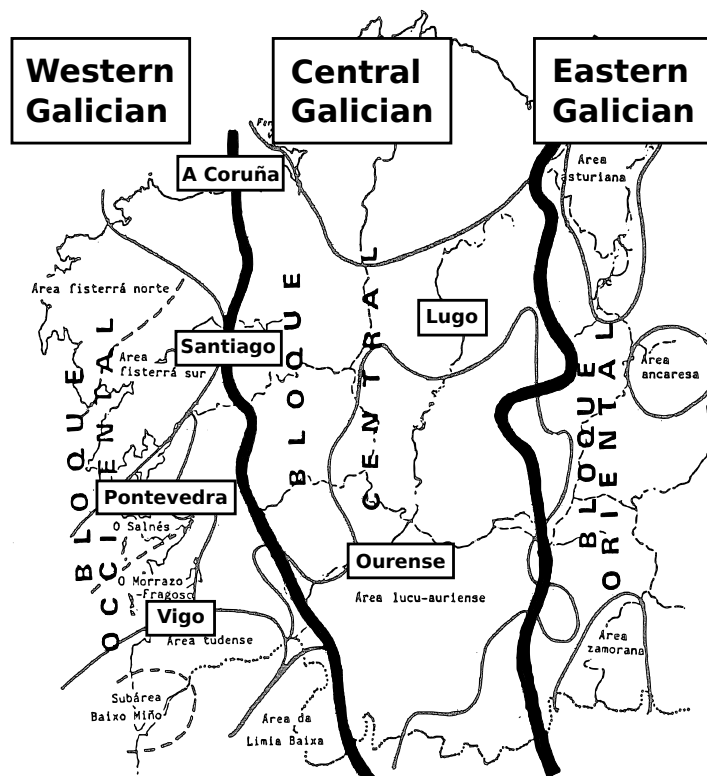 Western
Galician
Central
Galician
Eastern
Galician
A Coruña
Area
asturiana
Area fisterrá norte
Santiago
Lugo
Area
fisterrá sur
Area
ancaresa
BLOQUE
OCCIDENTAL
BLOQUE
CENTRAL
BLOQUE
ORIENTAL
Pontevedra
O Salnés
Ourense
O Morrazo
-Fragoso
Area lucu-auriense
Vigo
Area tudense
Area
zamorana
Subárea
Baixo Miño
Area da
Limia Baixa